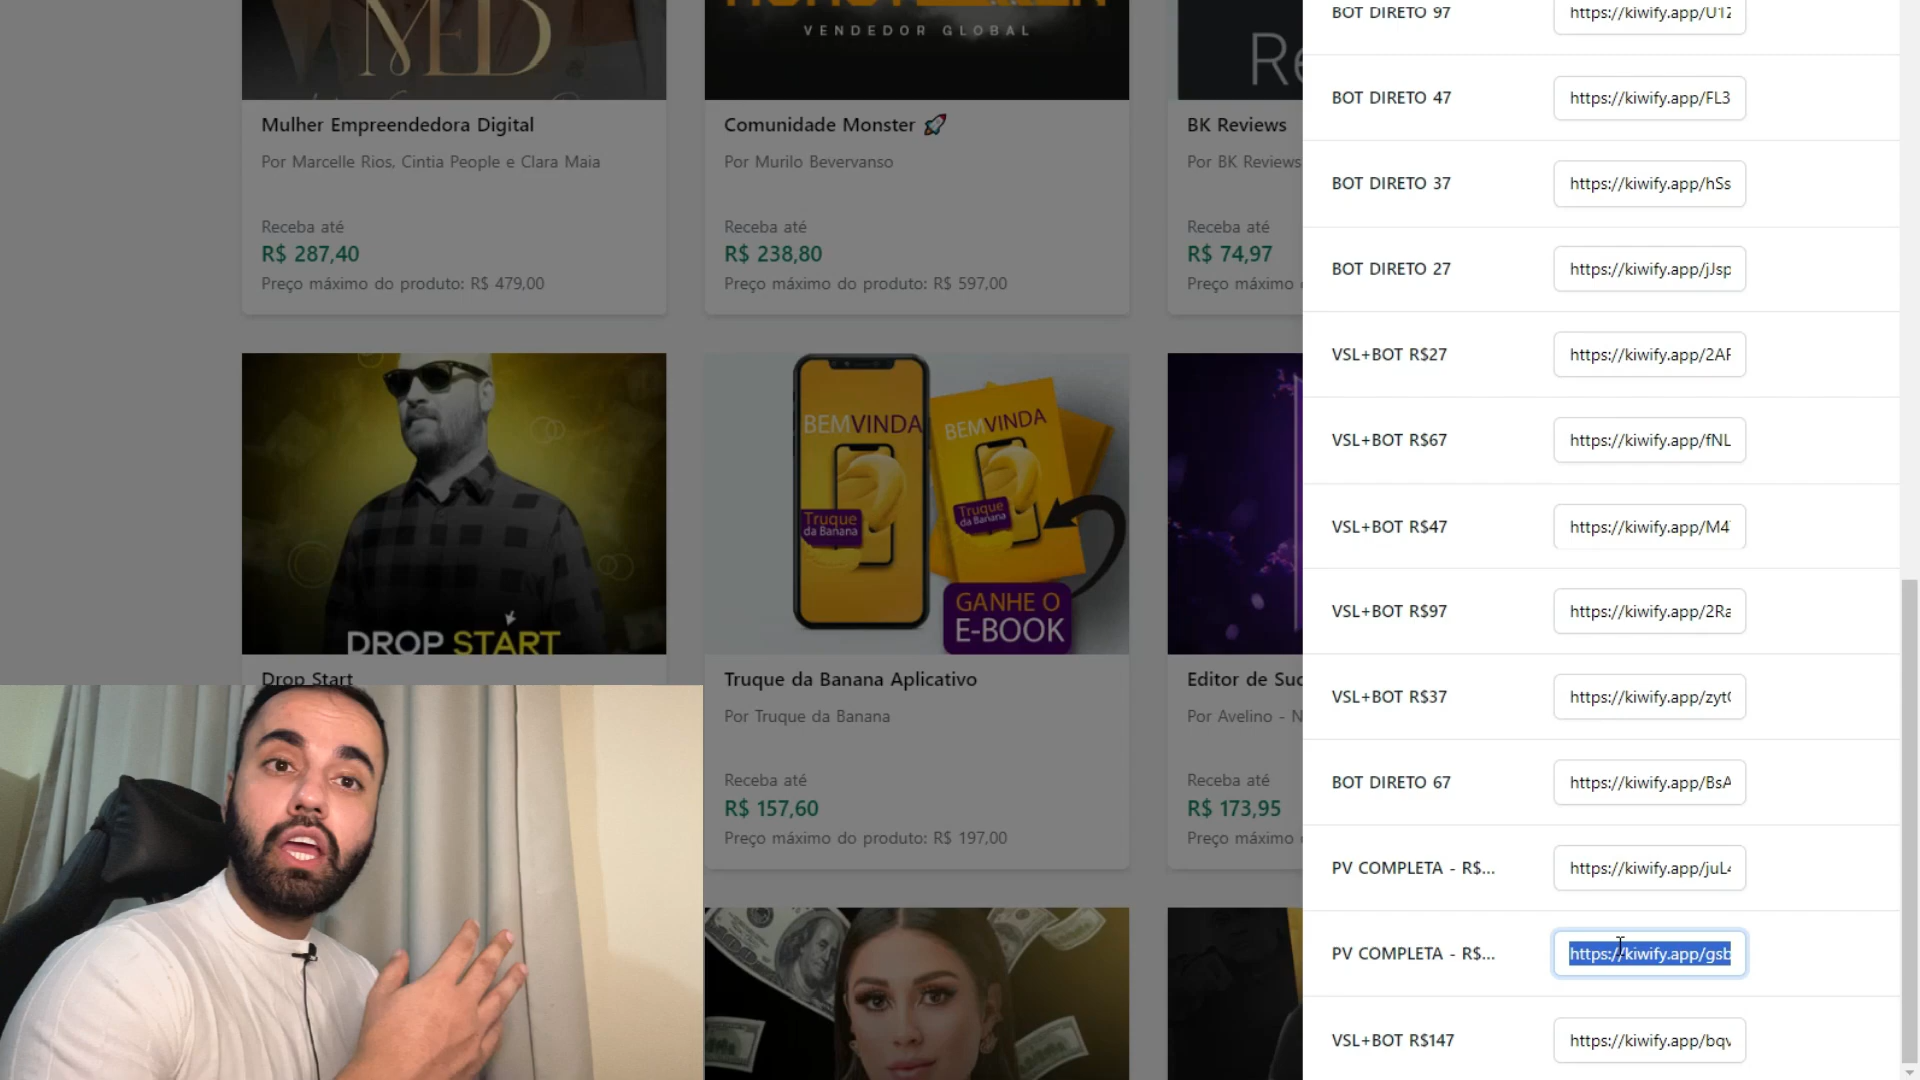 MED
VENDEDOR GLOBAL
Re
Mulher Empreendedora Digital
Por Marcelle Rios, Cintia People e Clara Maia
Receba até
R$ 287,40
Preço máximo do produto: R$ 479,00
Comunidade Monster 🚀
Por Murilo Bevervanso
Receba até
R$ 238,80
Preço máximo do produto: R$ 597,00
BK Reviews
Por BK Reviews
Receba até
R$ 74,97
Preço máximo
DROP START
Drop Start
BEMVINDA
Truque
da Banana
BEMVINDA
Truque
da Banana
GANHE O
E-BOOK
Truque da Banana Aplicativo
Por Truque da Banana
Receba até
R$ 157,60
Preço máximo do produto: R$ 197,00
Editor de Suc
Por Avelino - N
Receba até
R$ 173,95
Preço máximo
BOT DIRETO 97 https://kiwify.app/U1Z
BOT DIRETO 47 https://kiwify.app/FL3
BOT DIRETO 37 https://kiwify.app/hSs
BOT DIRETO 27 https://kiwify.app/jJsp
VSL+BOT R$27 https://kiwify.app/2AF
VSL+BOT R$67 https://kiwify.app/fNL
VSL+BOT R$47 https://kiwify.app/M4
VSL+BOT R$97 https://kiwify.app/2Ra
VSL+BOT R$37 https://kiwify.app/zyt
BOT DIRETO 67 https://kiwify.app/BsA
PV COMPLETA - R$... https://kiwify.app/juL
PV COMPLETA - R$... https://kiwify.app/gsb
VSL+BOT R$147 https://kiwify.app/bqv